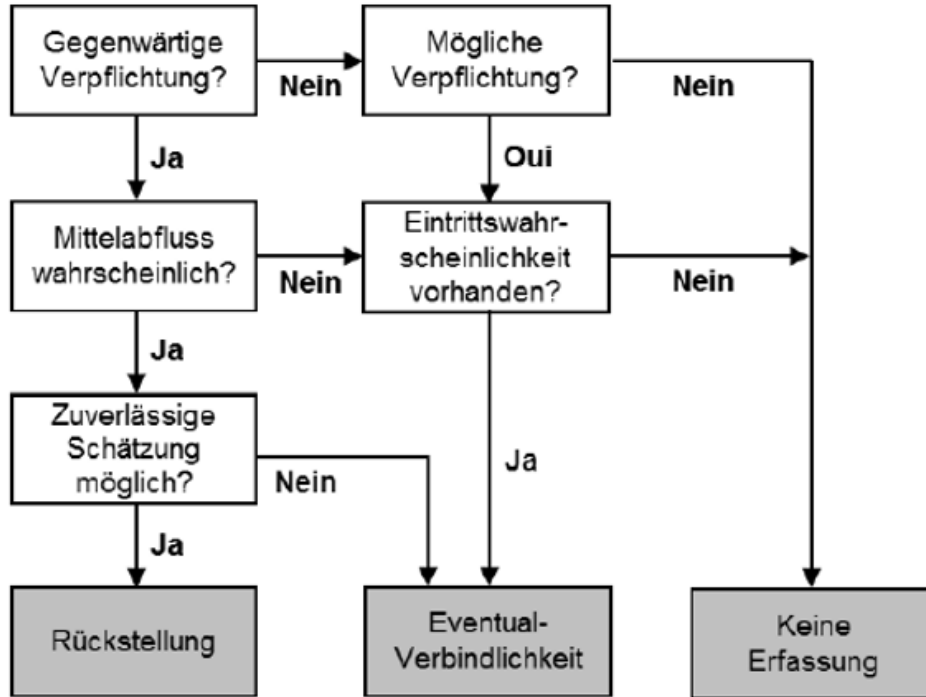 Gegenwärtige
Verpflichtung?
Nein
Mögliche
Verpflichtung?
Nein
Ja
Oui
Mittelabfluss
wahrscheinlich?
Nein
Eintrittswahr-
scheinlichkeit
vorhanden?
Nein
Ja
Zuverlässige
Schätzung
möglich?
Nein
Ja
Ja
Rückstellung
Eventual-
Verbindlichkeit
Keine
Erfassung